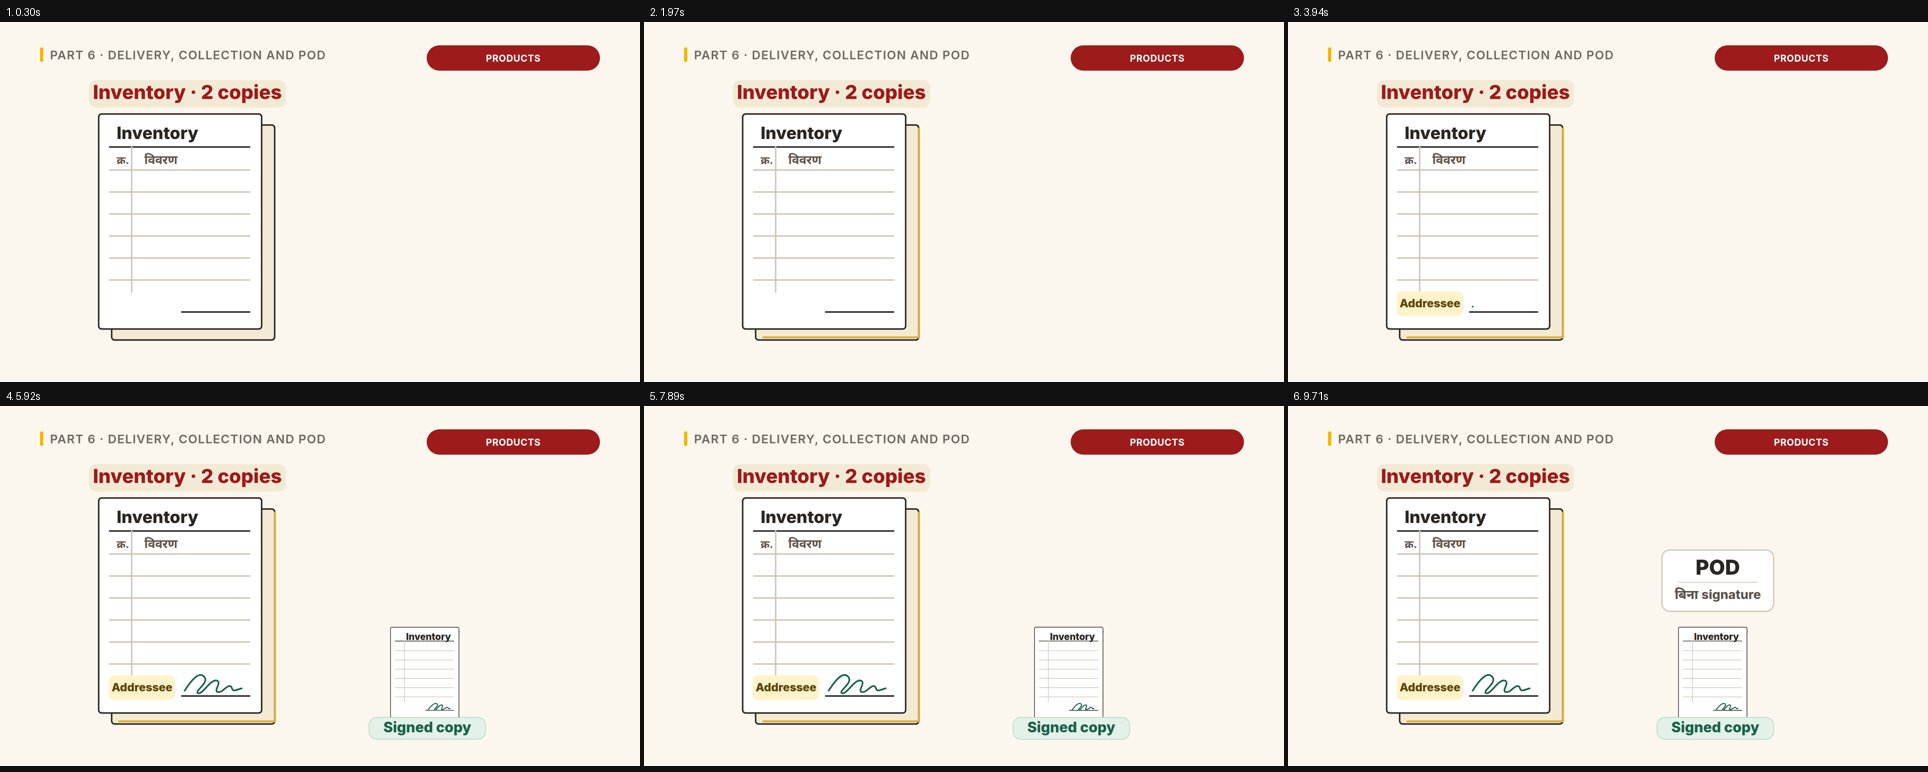 1. 0.30s
PART 6 · DELIVERY, COLLECTION AND POD
PRODUCTS
Inventory · 2 copies
Inventory
क्र. विवरण
2. 1.97s
PART 6 · DELIVERY, COLLECTION AND POD
PRODUCTS
Inventory · 2 copies
Inventory
क्र. विवरण
3. 3.94s
PART 6 · DELIVERY, COLLECTION AND POD
PRODUCTS
Inventory · 2 copies
Inventory
क्र. विवरण
Addressee
4. 5.92s
PART 6 · DELIVERY, COLLECTION AND POD
PRODUCTS
Inventory · 2 copies
Inventory
क्र. विवरण
Addressee
Inventory
Signed copy
5. 7.89s
PART 6 · DELIVERY, COLLECTION AND POD
PRODUCTS
Inventory · 2 copies
Inventory
क्र. विवरण
Addressee
Inventory
Signed copy
6. 9.71s
PART 6 · DELIVERY, COLLECTION AND POD
PRODUCTS
Inventory · 2 copies
Inventory
क्र. विवरण
Addressee
POD
बिना signature
Inventory
Signed copy